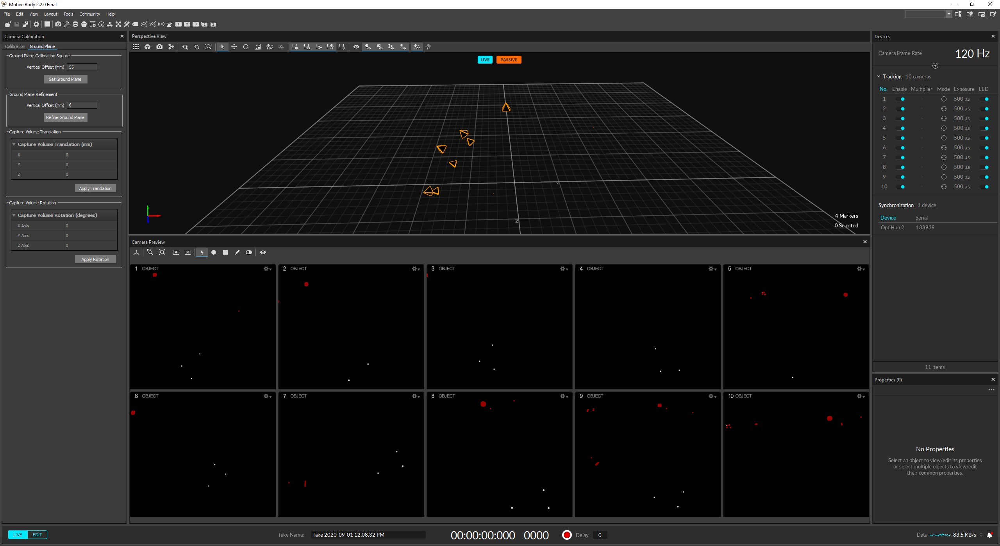 Motive:Body 2.2.0 Final
File Edit View Layout Tools Community Help
1 2 3 1 2
Camera Calibration
Calibration Ground Plane
Ground Plane Calibration Square
Vertical Offset (mm) 55
Set Ground Plane
Ground Plane Refinement
Vertical Offset (mm) 6
Refine Ground Plane
Capture Volume Translation
Capture Volume Translation (mm)
X 0
Y 0
Z 0
Apply Translation
Capture Volume Rotation
Capture Volume Rotation (degrees)
X Axis 0
Y Axis 0
Z Axis 0
Apply Rotation
Perspective View
LCL
LIVE PASSIVE
X
Z
4 Markers
0 Selected
Camera Preview
1 OBJECT
2 OBJECT
3 OBJECT
4 OBJECT
5 OBJECT
6 OBJECT
7 OBJECT
8 OBJECT
9 OBJECT
10 OBJECT
Devices
Camera Frame Rate 120 Hz
Tracking 10 cameras
No. Enable Multiplier Mode Exposure LED
1 - 500 µs
2 - 500 µs
3 - 500 µs
4 - 500 µs
5 - 500 µs
6 - 500 µs
7 - 500 µs
8 - 500 µs
9 - 500 µs
10 - 500 µs
Synchronization 1 device
Device Serial
OptiHub 2 138939
11 items
Properties (0)
No Properties
Select an object to view/edit its properties
or select multiple objects to view/edit
their common properties.
LIVE EDIT
Take Name: Take 2020-09-01 12.08.32 PM
00:00:00:000 0000
Delay 0
Data 83.5 KB/s